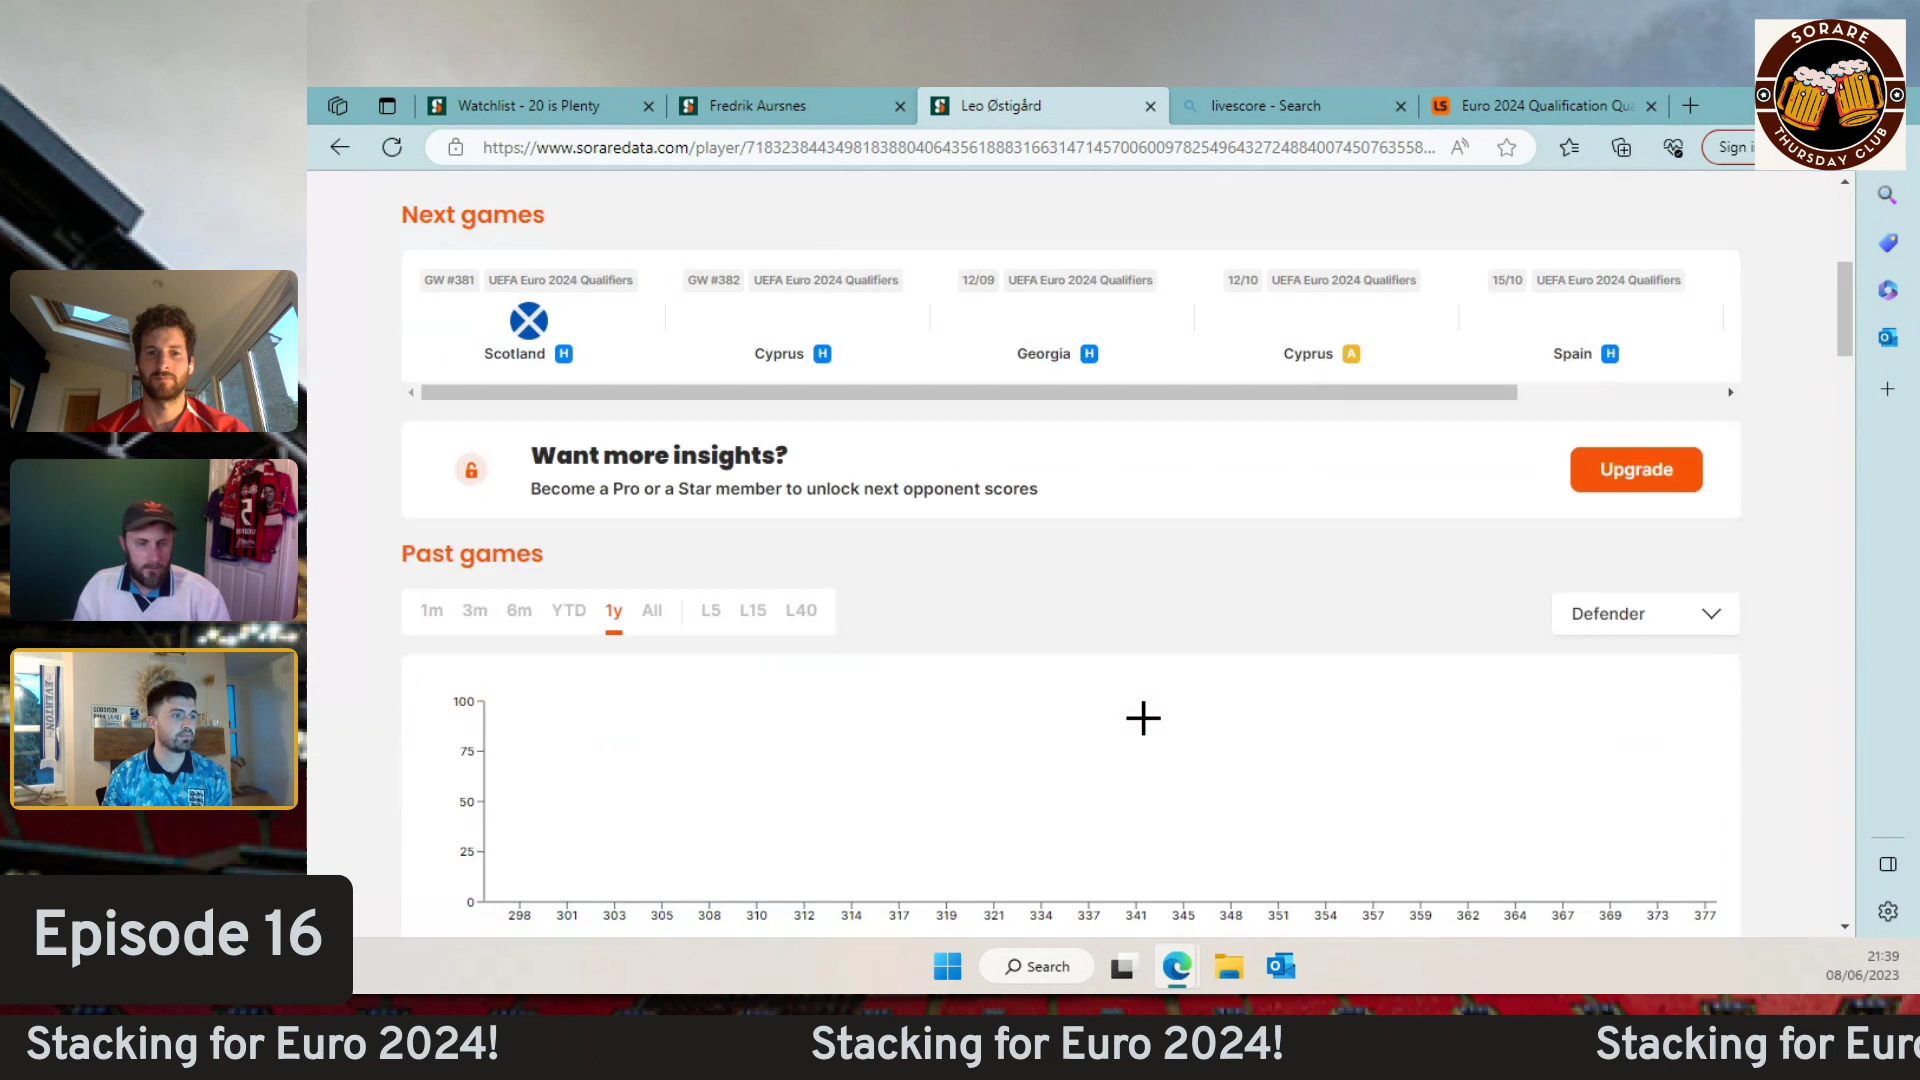 SORARE
THURSDAY CLUB
Watchlist - 20 is Plenty
Fredrik Aursnes
Leo Østigård
livescore - Search
LS
Euro 2024 Qualification Qu
https://www.soraredata.com/player/71832384434981838804064356188831663147145700600978254964327248840074507635 58...
Sign i
Next games
GW #381 UEFA Euro 2024 Qualifiers
GW #382 UEFA Euro 2024 Qualifiers
12/09 UEFA Euro 2024 Qualifiers
12/10 UEFA Euro 2024 Qualifiers
15/10 UEFA Euro 2024 Qualifiers
Scotland H
Cyprus H
Georgia H
Cyprus A
Spain H
Want more insights?
Become a Pro or a Star member to unlock next opponent scores
Upgrade
Past games
1m 3m 6m YTD 1y All L5 L15 L40
Defender
100
75
50
25
0
298 301 303 305 308 310 312 314 317 319 321 334 337 341 345 348 351 354 357 359 362 364 367 369 373 377
EVERTON
Episode 16
Search
21:39
08/06/2023
Stacking for Euro 2024! Stacking for Euro 2024! Stacking for Eur